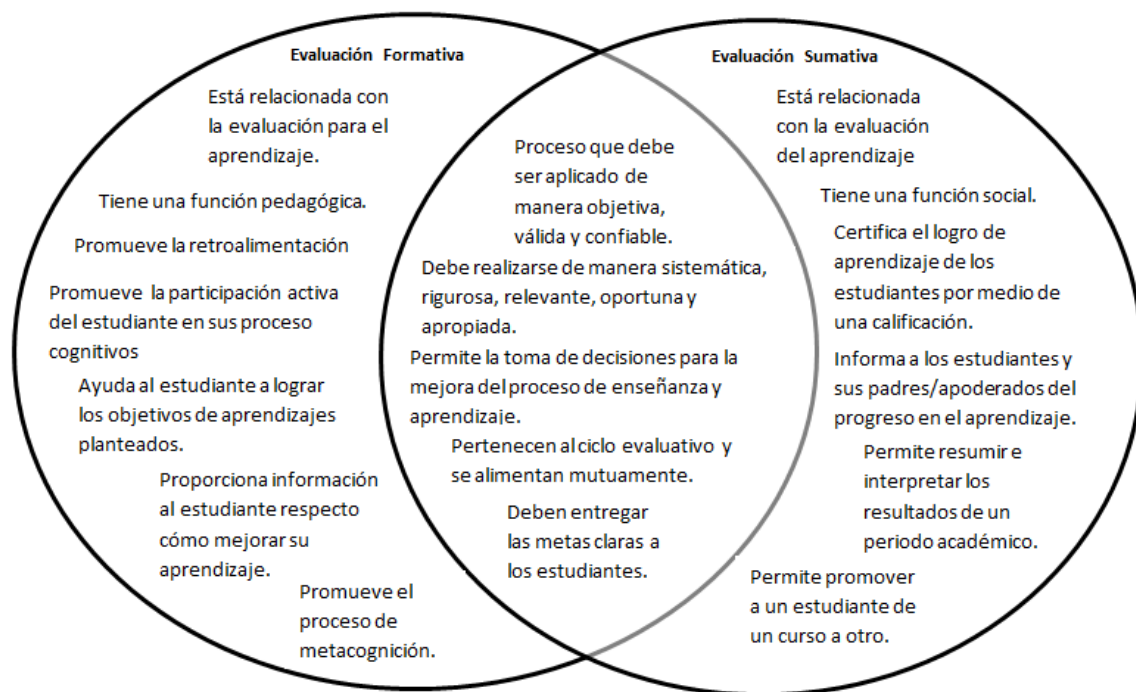 Evaluación Formativa
Está relacionada con
la evaluación para el
aprendizaje.
Tiene una función pedagógica.
Promueve la retroalimentación
Promueve la participación activa
del estudiante en sus proceso
cognitivos
Ayuda al estudiante a lograr
los objetivos de aprendizajes
planteados.
Proporciona información
al estudiante respecto
cómo mejorar su
aprendizaje.
Promueve el
proceso de
metacognición.
Proceso que debe
ser aplicado de
manera objetiva,
válida y confiable.
Debe realizarse de manera sistemática,
rigurosa, relevante, oportuna y
apropiada.
Permite la toma de decisiones para la
mejora del proceso de enseñanza y
aprendizaje.
Pertenecen al ciclo evaluativo y
se alimentan mutuamente.
Deben entregar
las metas claras a
los estudiantes.
Evaluación Sumativa
Está relacionada
con la evaluación
del aprendizaje
Tiene una función social.
Certifica el logro de
aprendizaje de los
estudiantes por medio de
una calificación.
Informa a los estudiantes y
sus padres/apoderados del
progreso en el aprendizaje.
Permite resumir e
interpretar los
resultados de un
periodo académico.
Permite promover
a un estudiante de
un curso a otro.